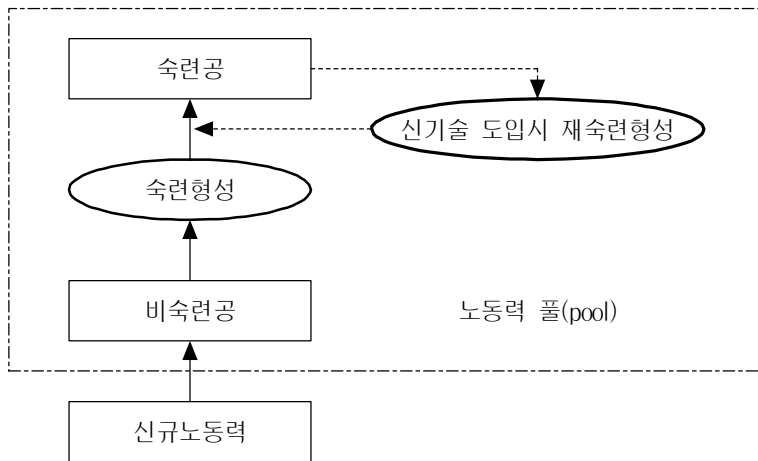 숙련공
신기술 도입시 재숙련형성
숙련형성
비숙련공
노동력 풀(pool)
신규노동력